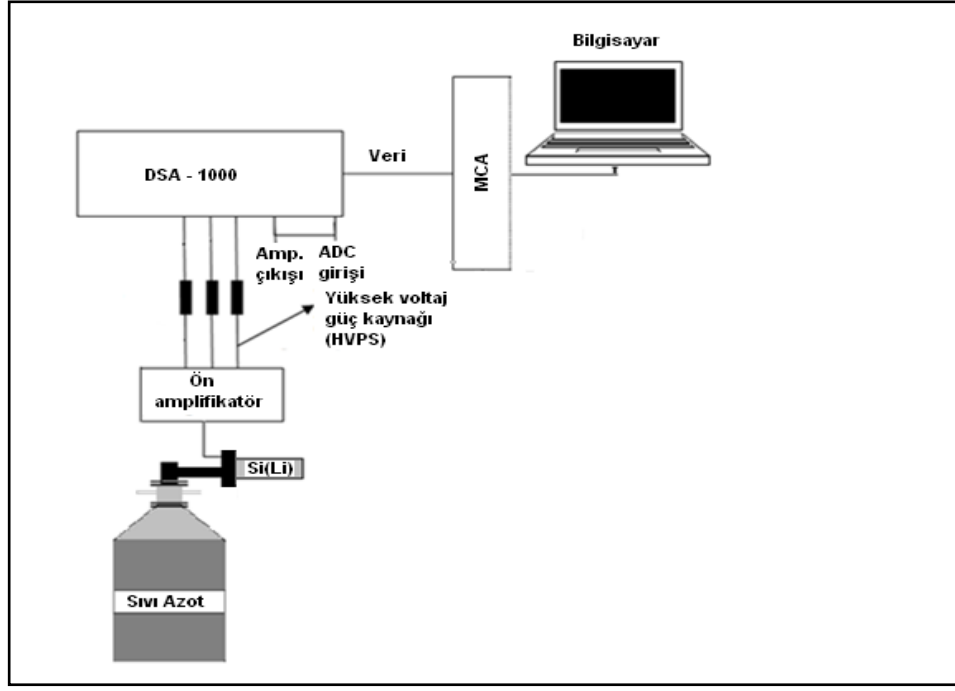 Bilgisayar
DSA - 1000
Veri
MCA
Amp.
çıkışı
ADC
girişi
Yüksek voltaj
güç kaynağı
(HVPS)
Ön
amplifikatör
Si(Li)
Sıvı Azot